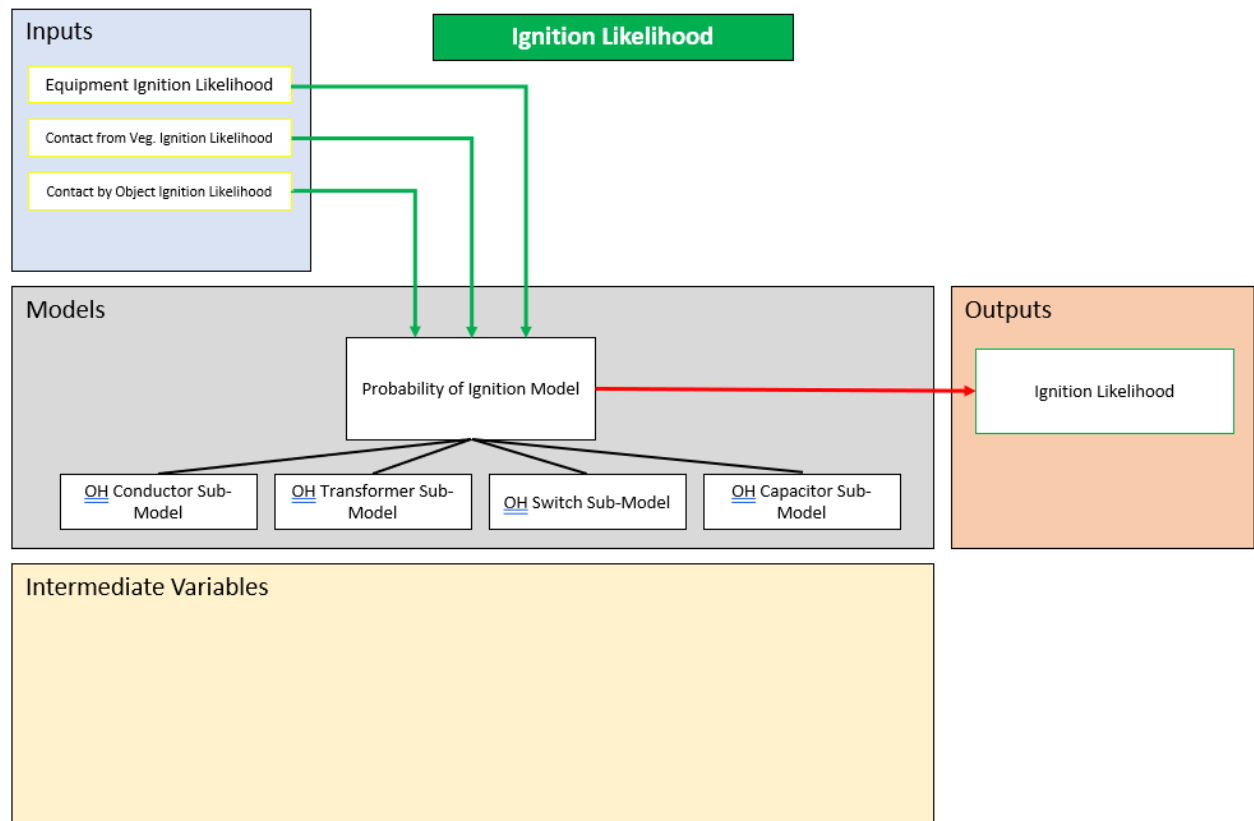 Inputs
Ignition Likelihood
Equipment Ignition Likelihood
Contact from Veg. Ignition Likelihood
Contact by Object Ignition Likelihood
Models
Outputs
Probability of Ignition Model
Ignition Likelihood
OH Conductor Sub-
Model
OH Transformer Sub-
Model
OH Switch Sub-Model
OH Capacitor Sub-
Model
Intermediate Variables